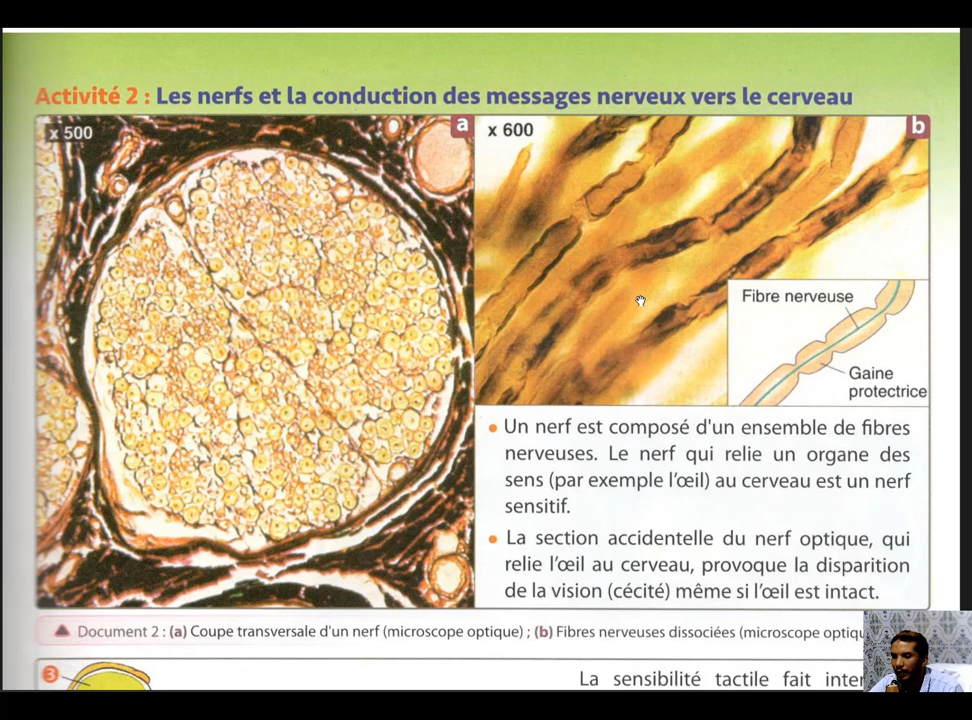 Activité 2 : Les nerfs et la conduction des messages nerveux vers le cerveau
x 500
a
x 600
b
Fibre nerveuse
Gaine
protectrice
• Un nerf est composé d'un ensemble de fibres
nerveuses. Le nerf qui relie un organe des
sens (par exemple l'œil) au cerveau est un nerf
sensitif.
• La section accidentelle du nerf optique, qui
relie l'œil au cerveau, provoque la disparition
de la vision (cécité) même si l'œil est intact.
▲ Document 2 : (a) Coupe transversale d'un nerf (microscope optique) ; (b) Fibres nerveuses dissociées (microscope optiqu
3
La sensibilité tactile fait inter